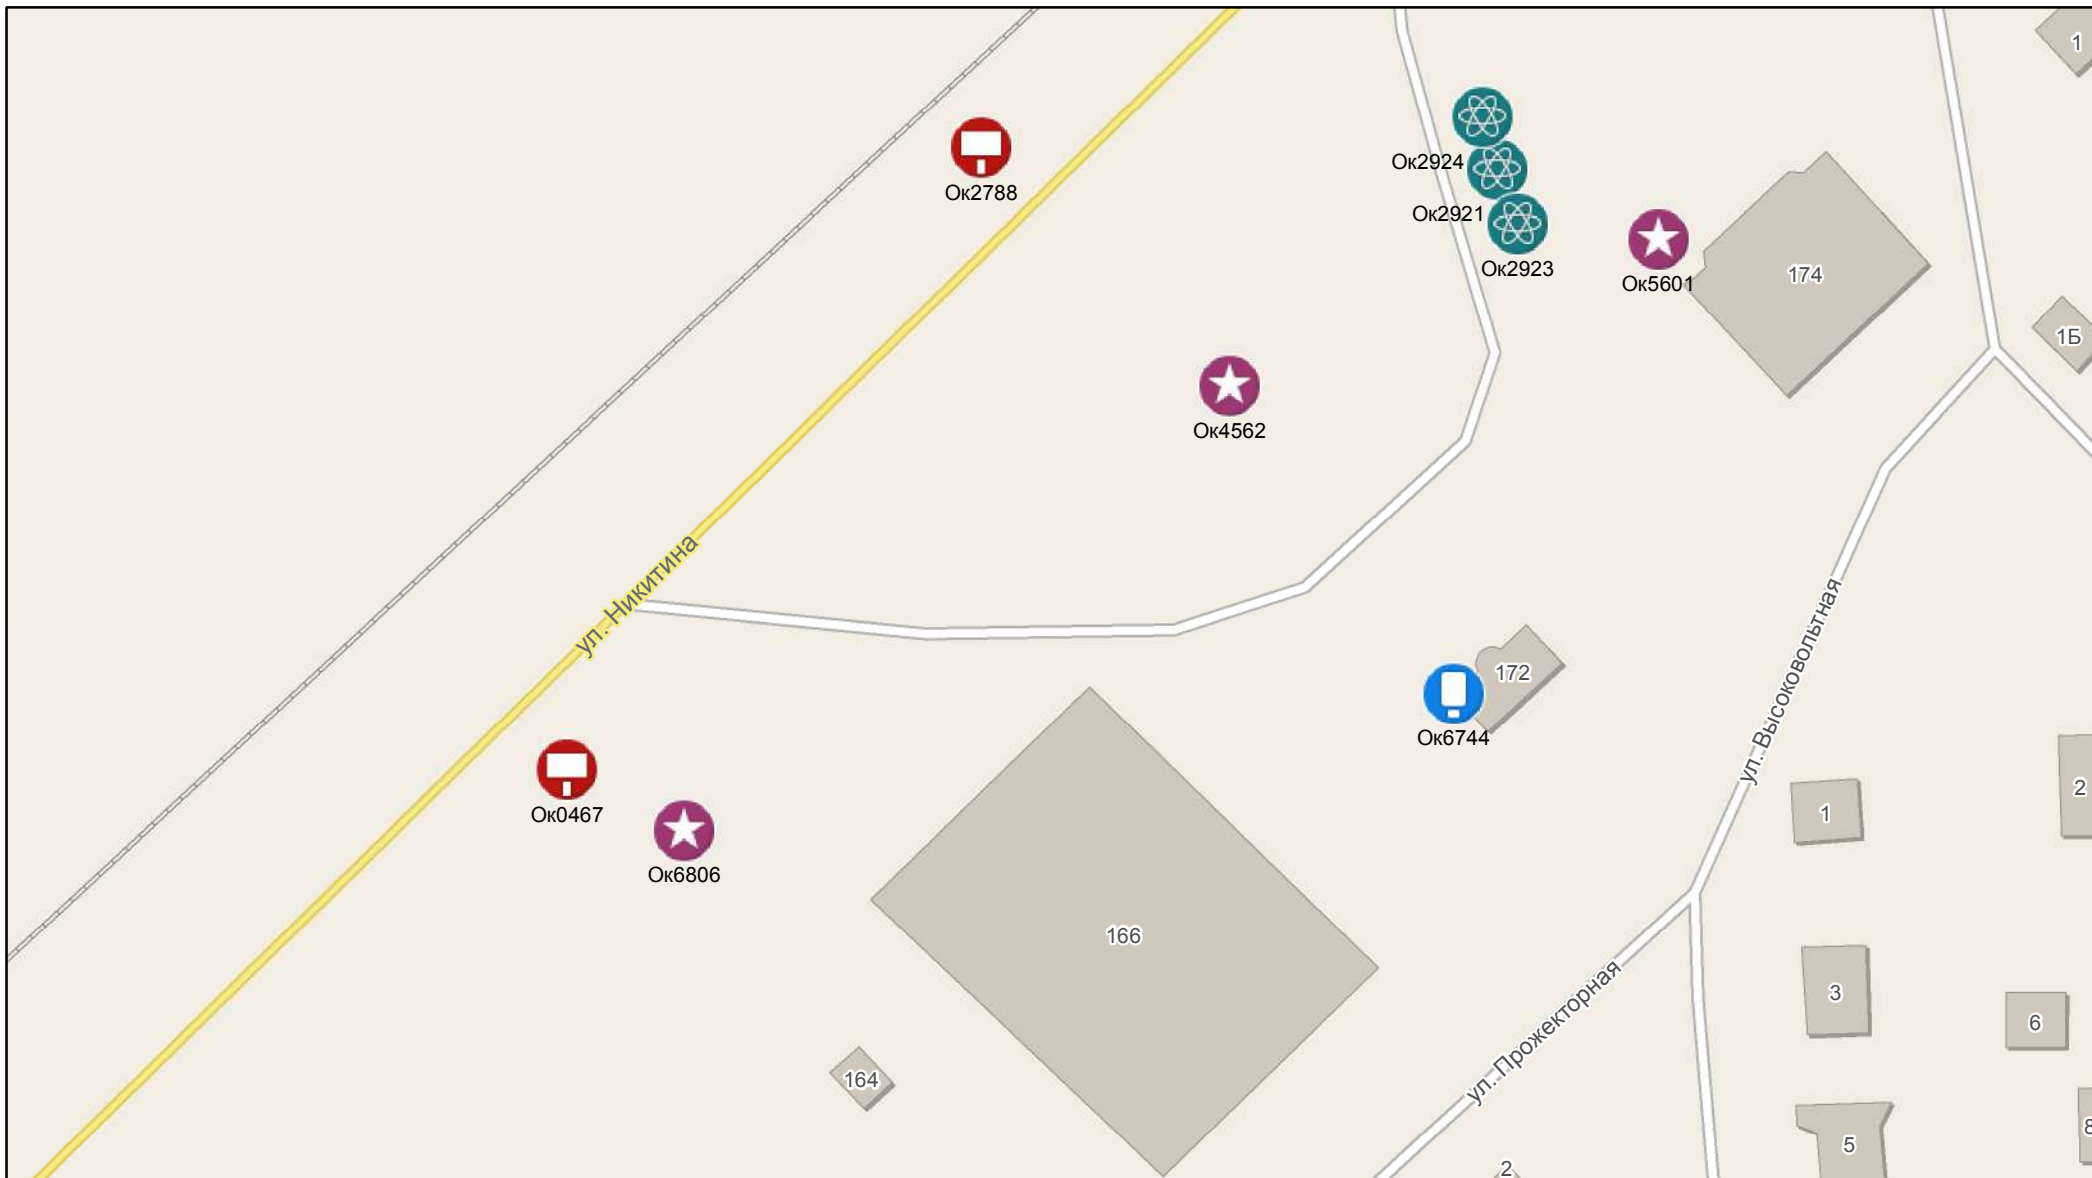 1
Ок2788
Ок2924
Ок2921
Ок2923
Ок5601
174
1Б
Ок4562
ул. Никитина
172
Ок6744
ул. Высоковольтная
Ок0467
Ок6806
1
2
166
3
6
ул. Прожекторная
164
5
8
2